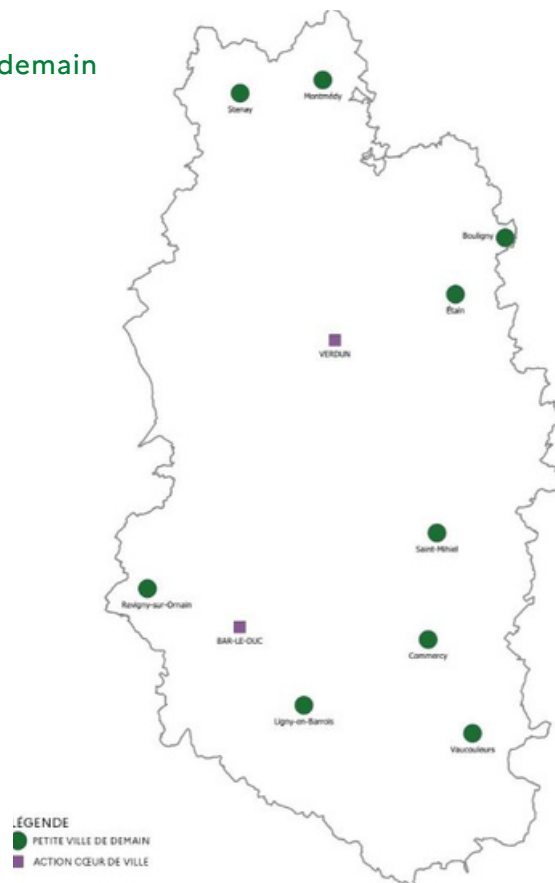 demain
Montmédy
Stenay
Bouligny
Étain
VERDUN
Saint-Mihiel
Revigny-sur-Ornain
BAR-LE-DUC
Commercy
Ligny-en-Barrois
Vaucouleurs
LÉGENDE
PETITE VILLE DE DEMAIN
ACTION CŒUR DE VILLE